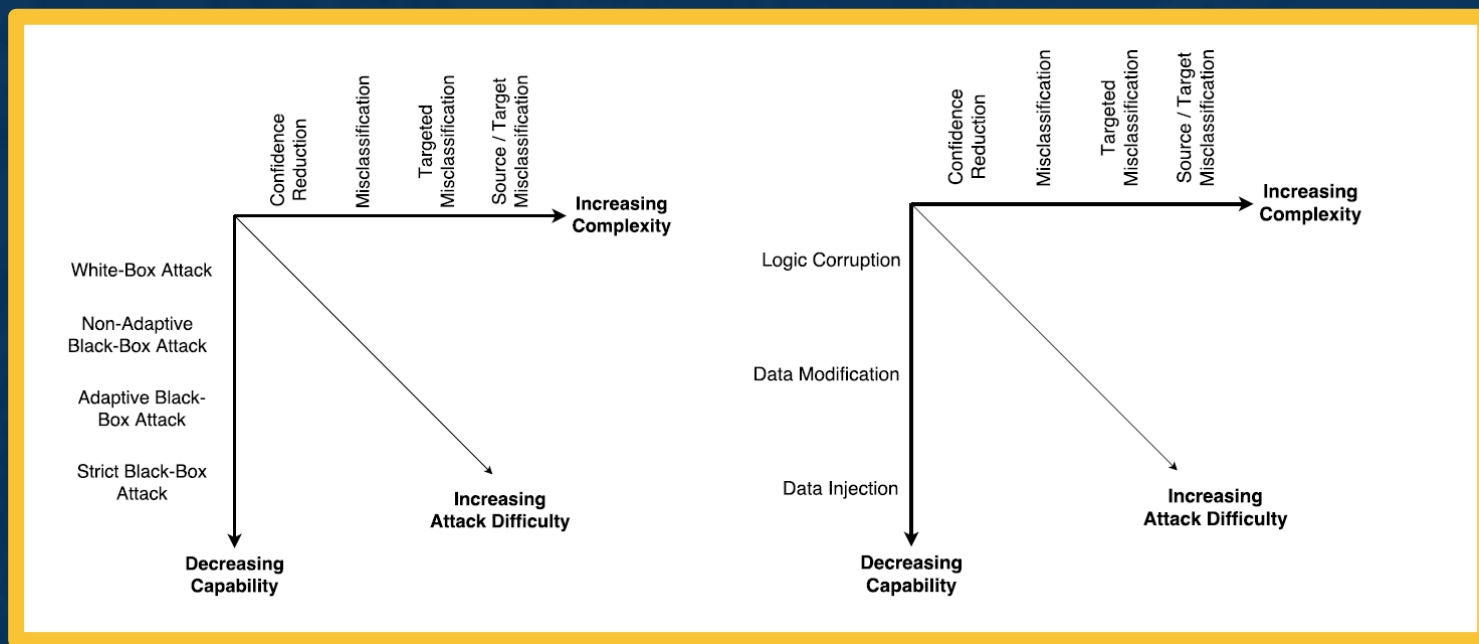 Confidence
Reduction
Misclassification
Targeted
Misclassification
Source / Target
Misclassification
Increasing
Complexity
White-Box Attack
Non-Adaptive
Black-Box Attack
Adaptive Black-
Box Attack
Strict Black-Box
Attack
Increasing
Attack Difficulty
Decreasing
Capability
Confidence
Reduction
Misclassification
Targeted
Misclassification
Source / Target
Misclassification
Increasing
Complexity
Logic Corruption
Data Modification
Data Injection
Increasing
Attack Difficulty
Decreasing
Capability